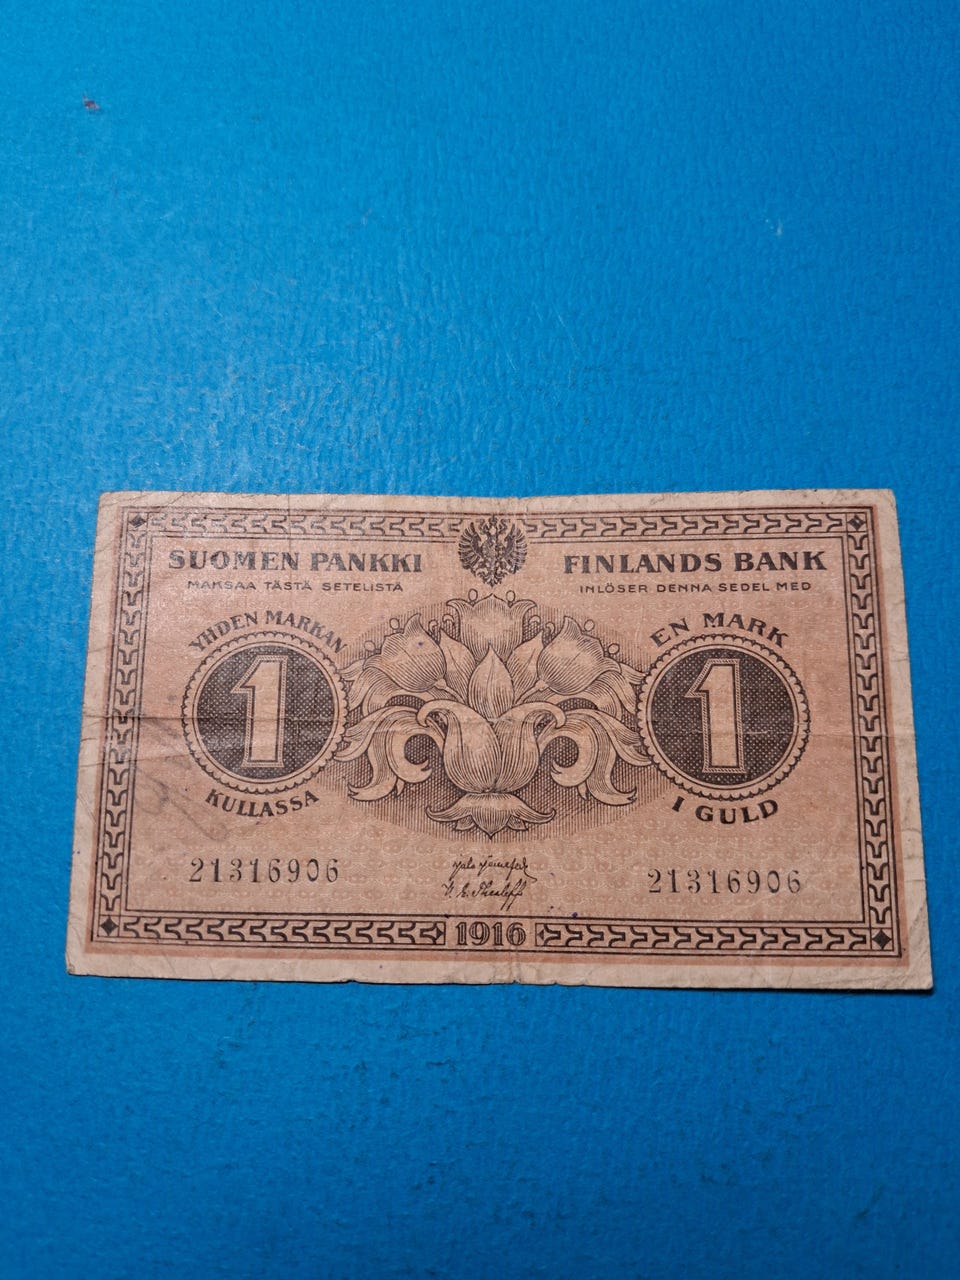 SUOMEN PANKKI
MAKSAA TÄSTÄ SETELISTÄ
YHDEN MARKAN
1
KULLASSA
21316906
FINLANDS BANK
INLÖSER DENNA SEDEL MED
EN MARK
1
I GULD
21316906
1916